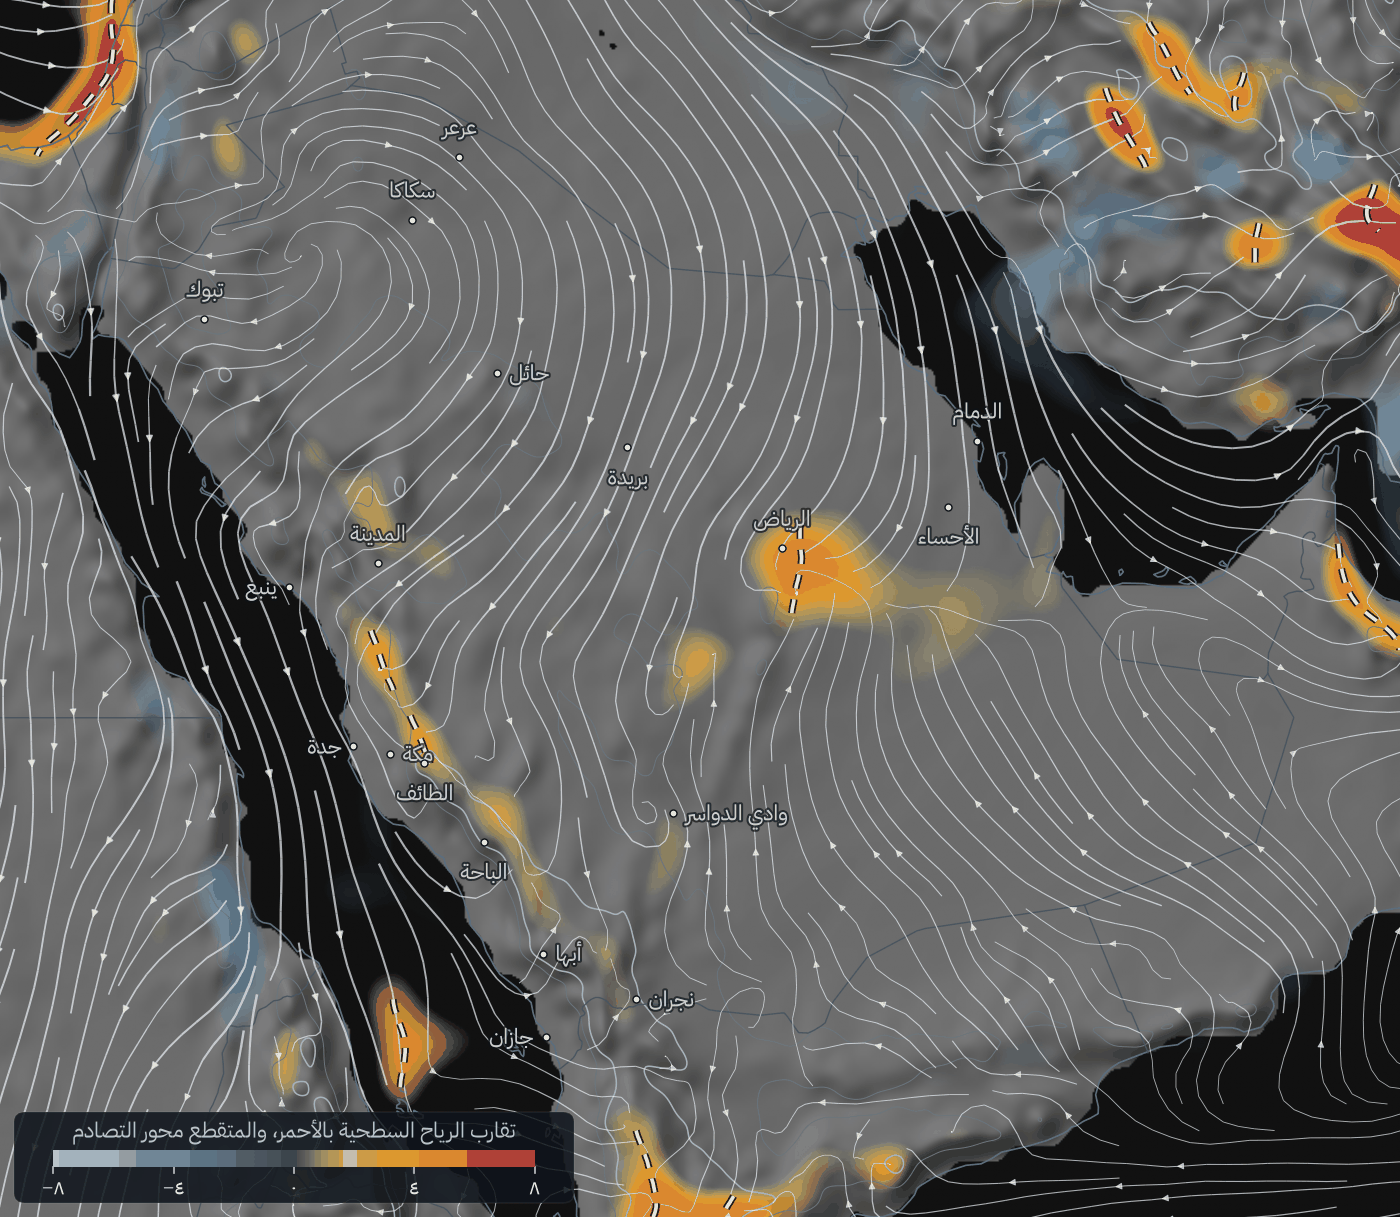 عرعر
سكاكا
تبوك
حائل
الدمام
بريدة
الرياض
الأحساء
المدينة
ينبع
جدة
مكة
الطائف
وادي الدواسر
الباحة
أبها
نجران
جازان
تقارب الرياح السطحية بالأحمر، والمتقطع محور التصادم
−٨ −٤ ٠ ٤ ٨